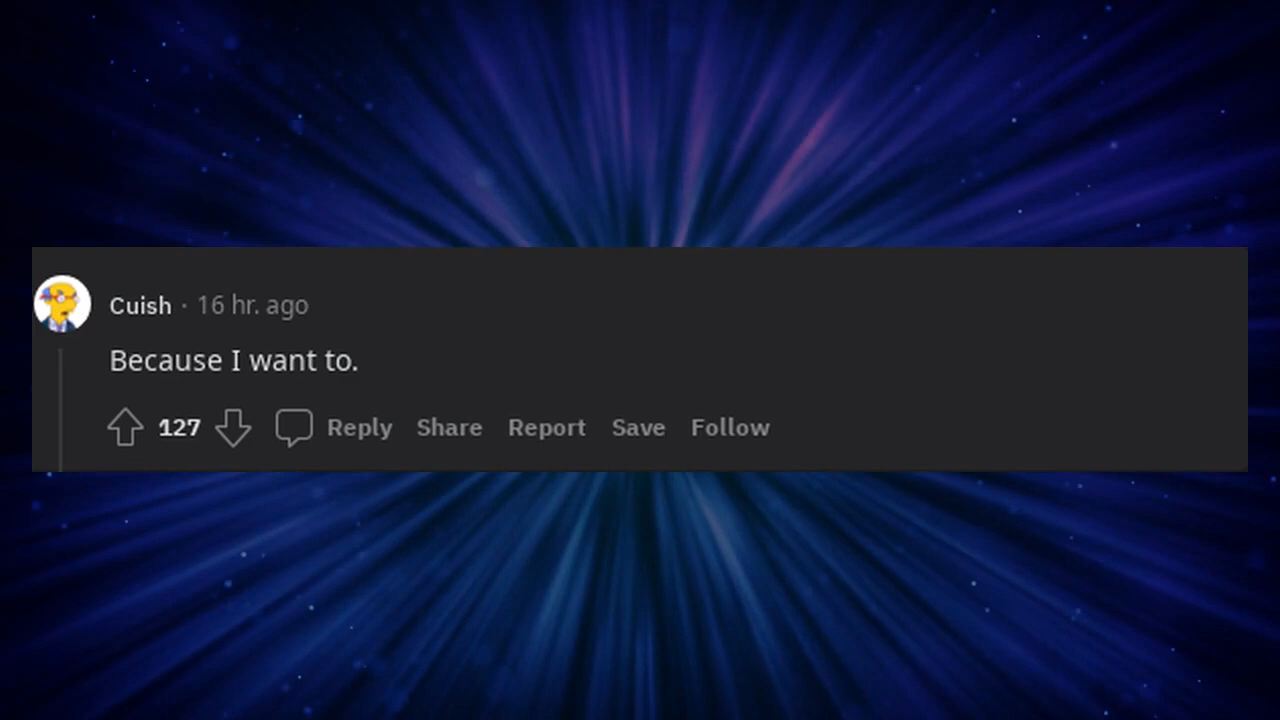 Cuish · 16 hr. ago
Because I want to.
127 Reply Share Report Save Follow